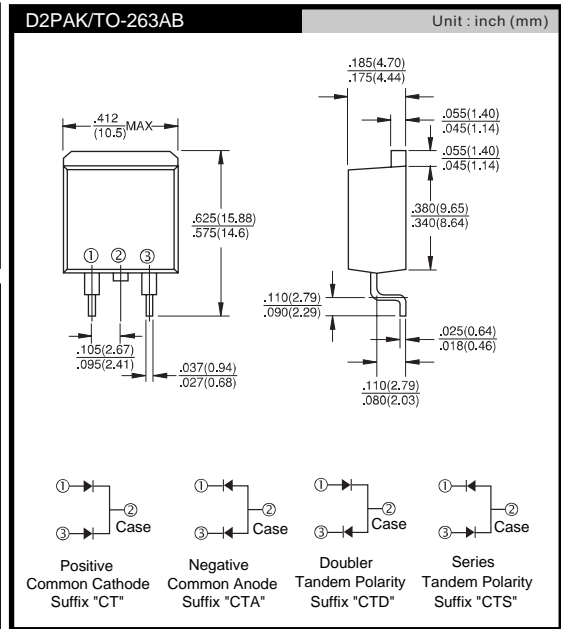 D2PAK/TO-263AB
Unit : inch (mm)
.412
(10.5)
MAX
① ② ③
.625(15.88)
.575(14.6)
.105(2.67)
.095(2.41)
.037(0.94)
.027(0.68)
.185(4.70)
.175(4.44)
.055(1.40)
.045(1.14)
.055(1.40)
.045(1.14)
.380(9.65)
.340(8.64)
.110(2.79)
.090(2.29)
.025(0.64)
.018(0.46)
.110(2.79)
.080(2.03)
①
②
③
Case
Positive
Common Cathode
Suffix "CT"
①
②
③
Case
Negative
Common Anode
Suffix "CTA"
①
②
③
Case
Doubler
Tandem Polarity
Suffix "CTD"
①
②
③
Case
Series
Tandem Polarity
Suffix "CTS"